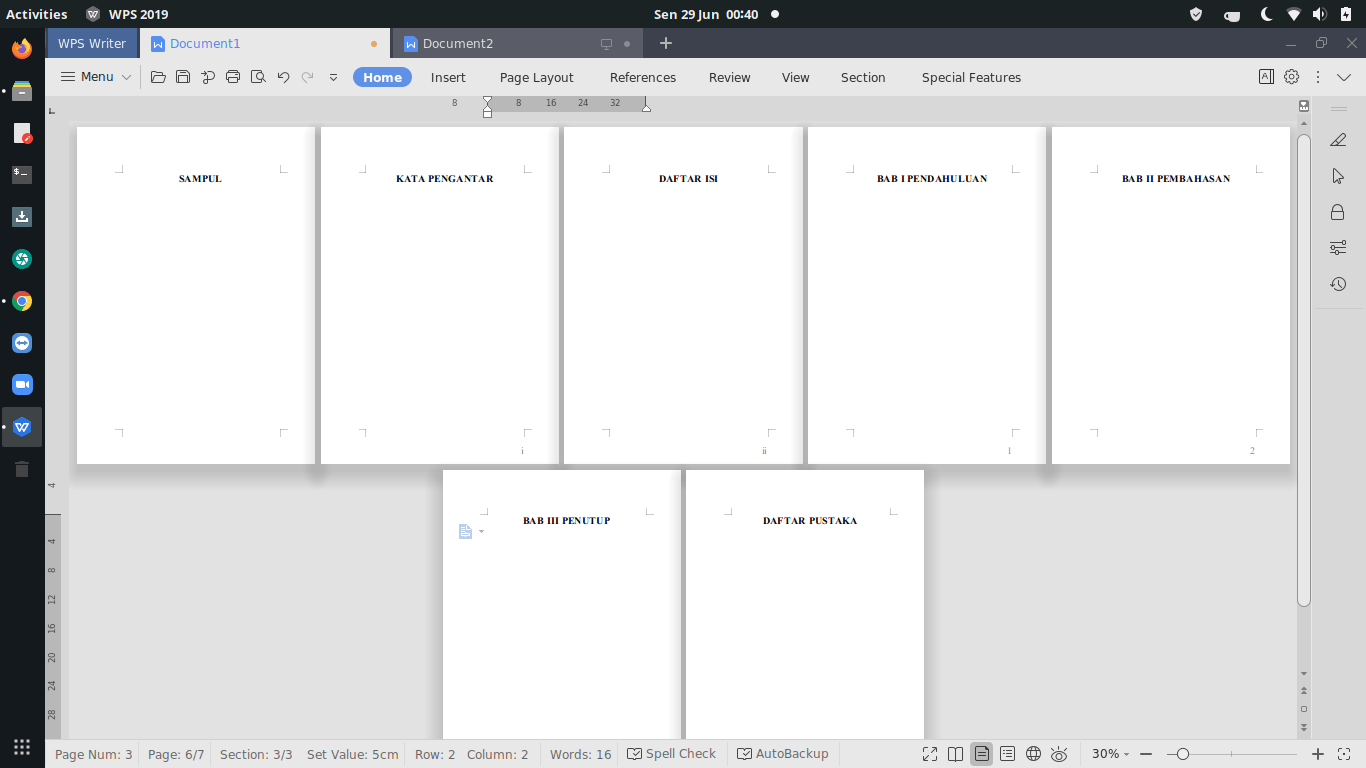 Activities WPS 2019 Sen 29 Jun 00:40
WPS Writer Document1 Document2
Menu Home Insert Page Layout References Review View Section Special Features
8 8 16 24 32
SAMPUL KATA PENGANTAR DAFTAR ISI BAB I PENDAHULUAN BAB II PEMBAHASAN
i ii 1 2
4
BAB III PENUTUP DAFTAR PUSTAKA
4
8
12
16
20
24
28
Page Num: 3 Page: 6/7 Section: 3/3 Set Value: 5cm Row: 2 Column: 2 Words: 16 Spell Check AutoBackup 30%